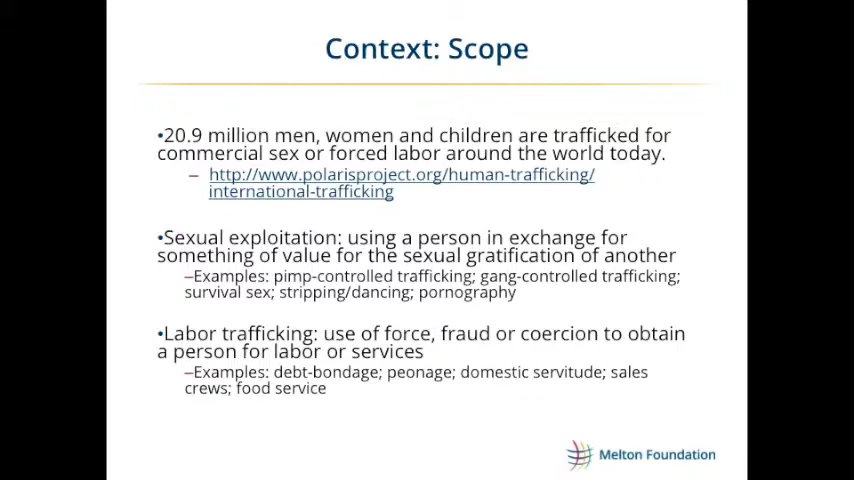 Context: Scope
•20.9 million men, women and children are trafficked for
commercial sex or forced labor around the world today.
– http://www.polarisproject.org/human-trafficking/
international-trafficking
•Sexual exploitation: using a person in exchange for
something of value for the sexual gratification of another
–Examples: pimp-controlled trafficking; gang-controlled trafficking;
survival sex; stripping/dancing; pornography
•Labor trafficking: use of force, fraud or coercion to obtain
a person for labor or services
–Examples: debt-bondage; peonage; domestic servitude; sales
crews; food service
Melton Foundation